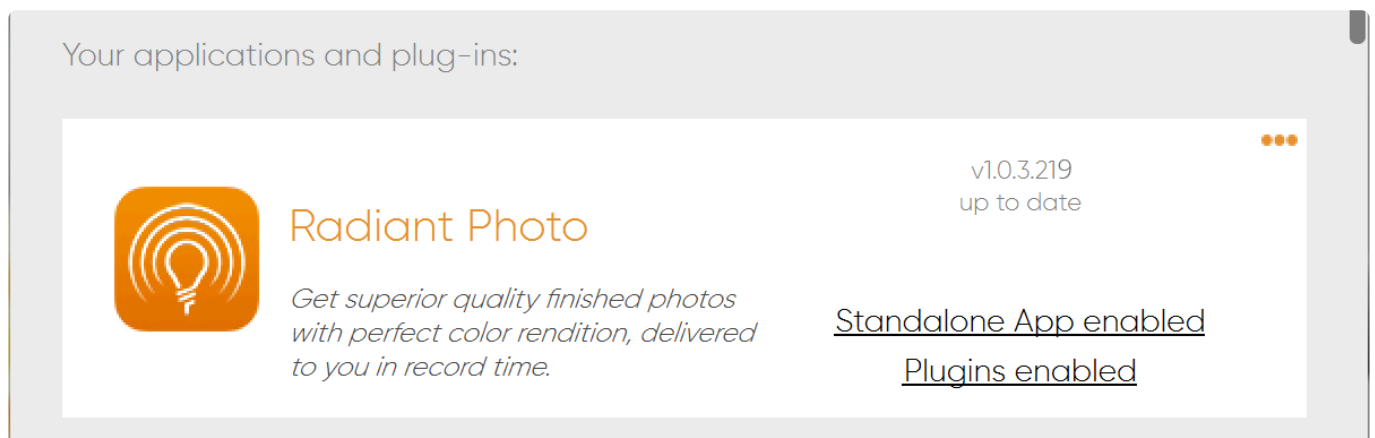 Your applications and plug-ins:
v1.0.3.219
up to date
Radiant Photo
Get superior quality finished photos
with perfect color rendition, delivered
to you in record time.
Standalone App enabled
Plugins enabled